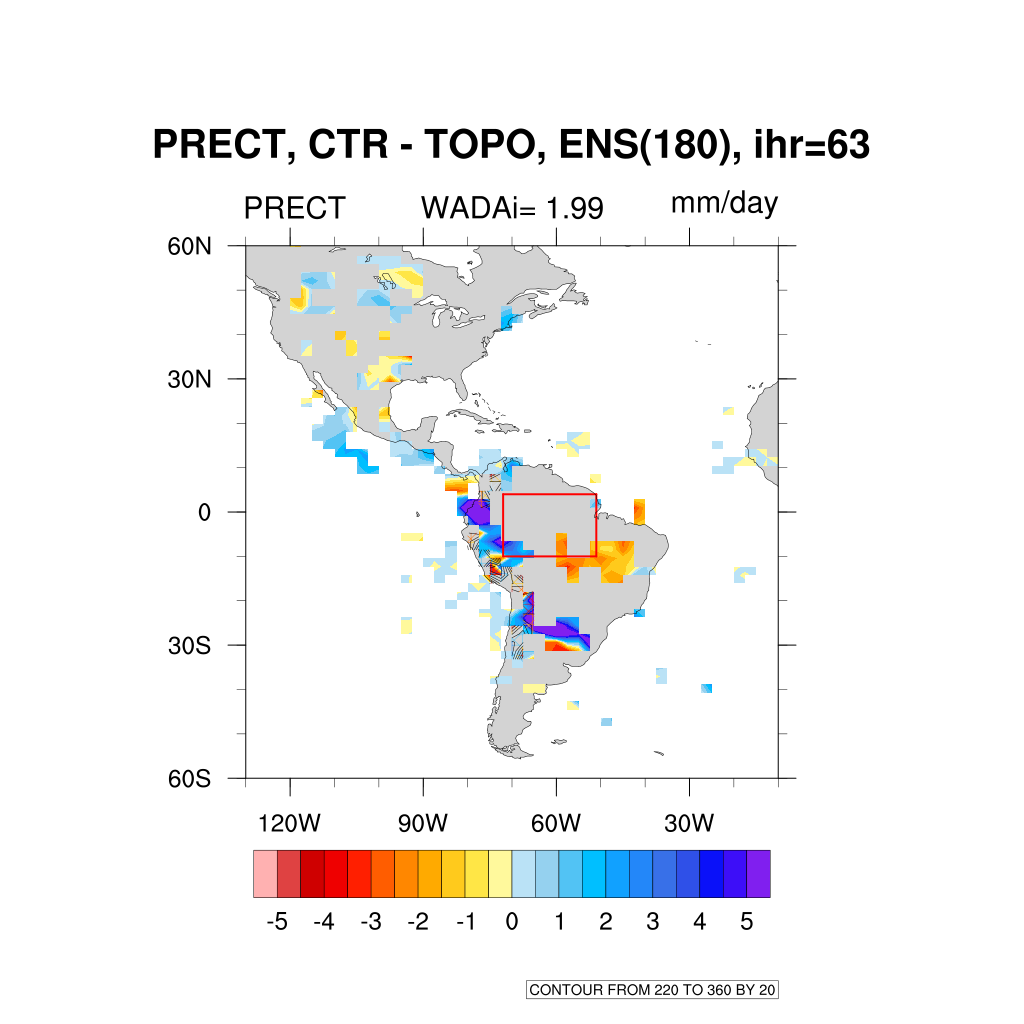 PRECT, CTR - TOPO, ENS(180), ihr=63
PRECT WADAi= 1.99 mm/day
60N
30N
0
30S
60S
120W 90W 60W 30W
-5 -4 -3 -2 -1 0 1 2 3 4 5
CONTOUR FROM 220 TO 360 BY 20